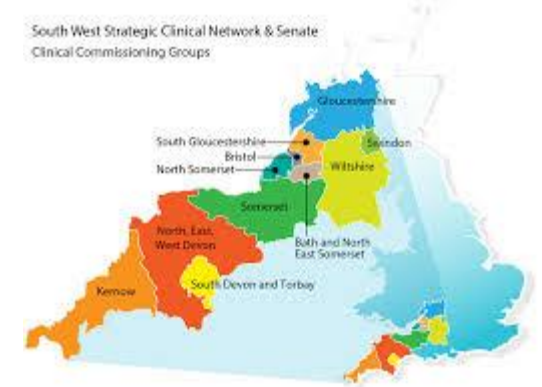 South West Strategic Clinical Network & Senate
Clinical Commissioning Groups
Gloucestershire
South Gloucestershire
Swindon
Bristol
North Somerset
Wiltshire
Somerset
North, East,
West Devon
Bath and North
East Somerset
South Devon and Torbay
Kernow